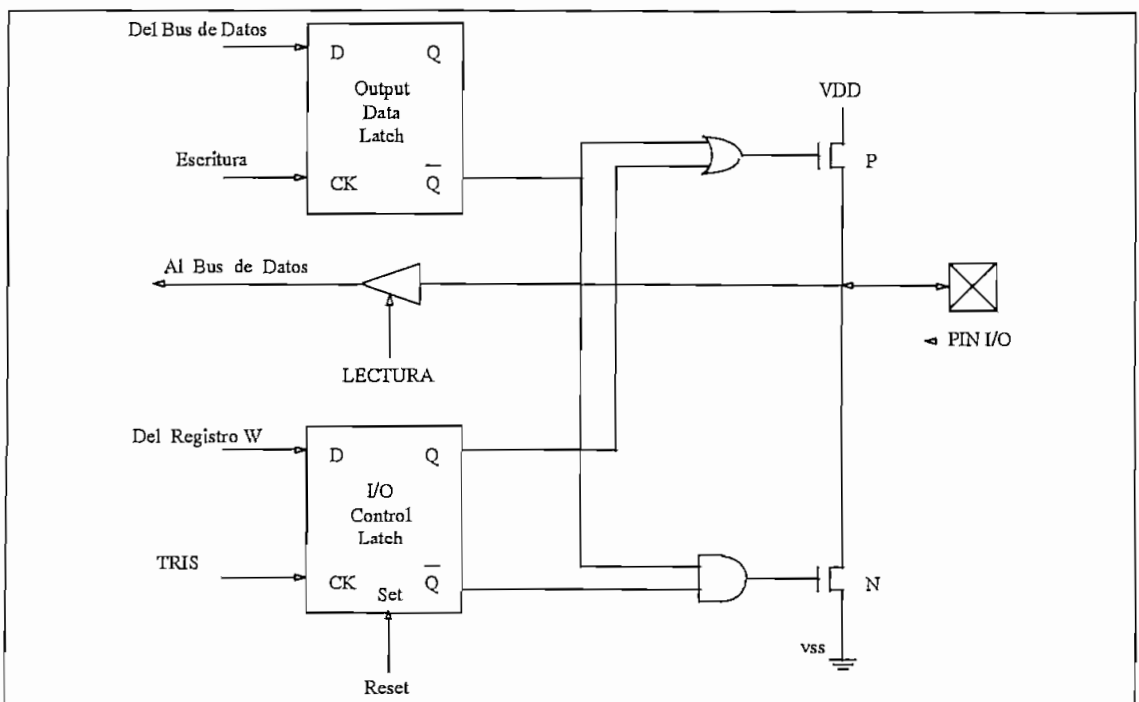 Del Bus de Datos
D Q
Output
Data
Latch
Escritura
CK Q
VDD
P
Al Bus de Datos
LECTURA
PIN I/O
Del Registro W
D Q
I/O
Control
Latch
TRIS
CK Q
Set
N
vss
Reset